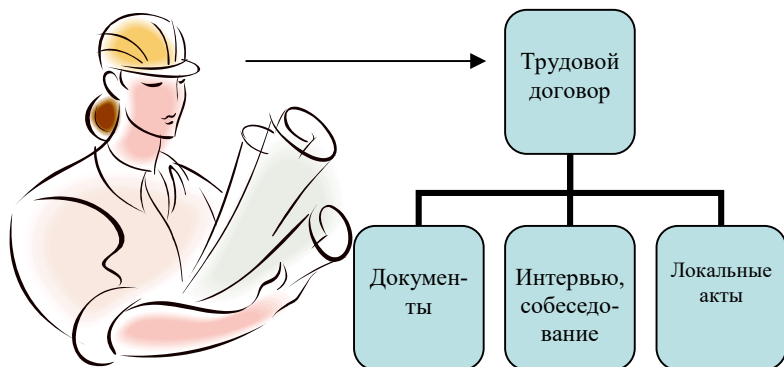 Трудовой
договор
Докумен-
ты
Интервью,
собеседо-
вание
Локальные
акты